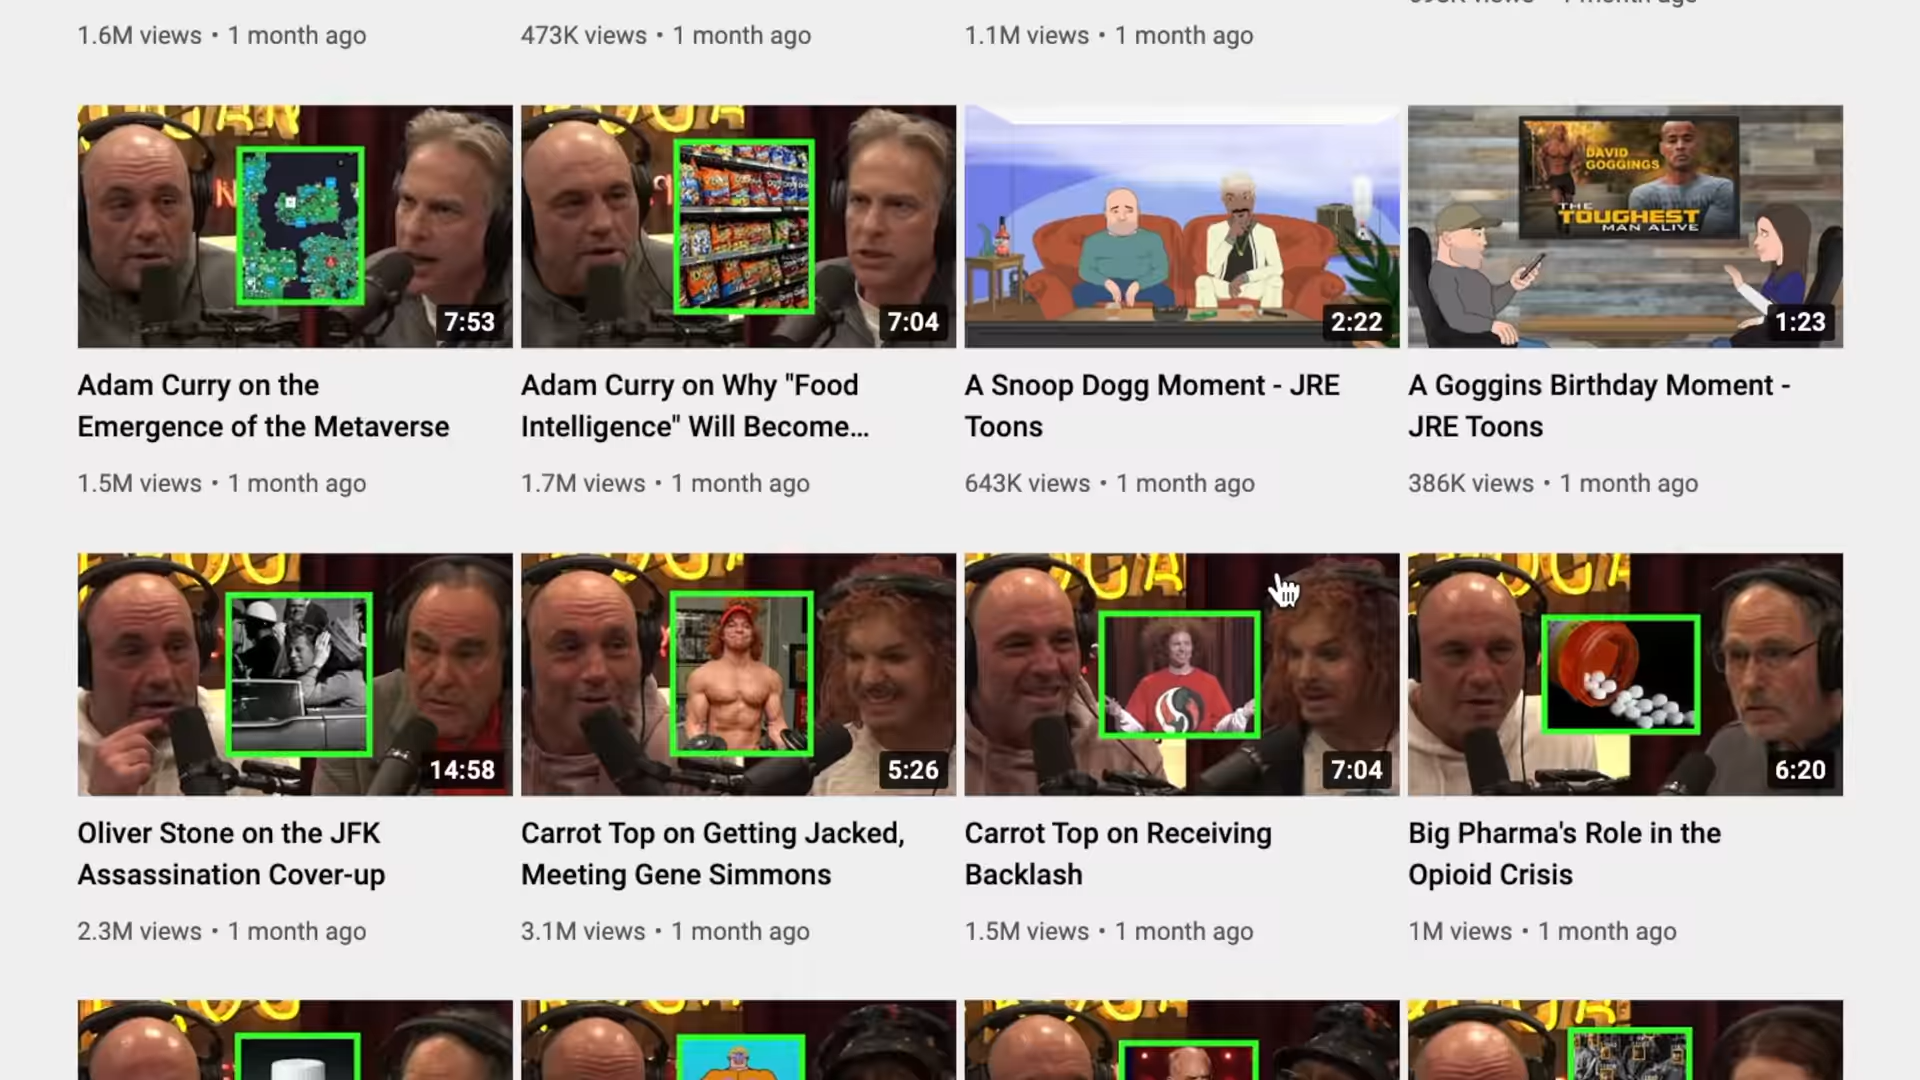 1.6M views • 1 month ago
473K views • 1 month ago
1.1M views • 1 month ago
1 month ago
7:53
7:04
2:22
DAVID
GOGGINGS
THE
TOUGHEST
MAN ALIVE
1:23
Adam Curry on the
Emergence of the Metaverse
1.5M views • 1 month ago
Adam Curry on Why "Food
Intelligence" Will Become...
1.7M views • 1 month ago
A Snoop Dogg Moment - JRE
Toons
643K views • 1 month ago
A Goggins Birthday Moment -
JRE Toons
386K views • 1 month ago
14:58
5:26
7:04
6:20
Oliver Stone on the JFK
Assassination Cover-up
2.3M views • 1 month ago
Carrot Top on Getting Jacked,
Meeting Gene Simmons
3.1M views • 1 month ago
Carrot Top on Receiving
Backlash
1.5M views • 1 month ago
Big Pharma's Role in the
Opioid Crisis
1M views • 1 month ago